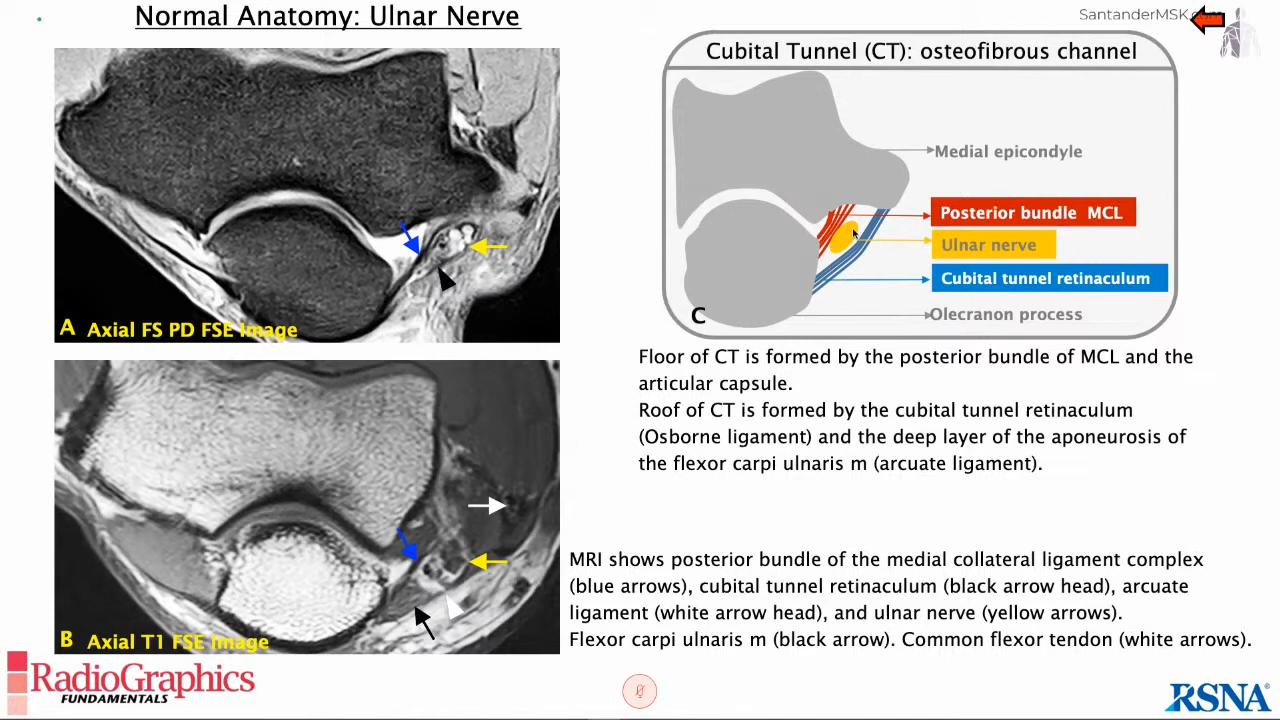 Normal Anatomy: Ulnar Nerve
SantanderMSK.com
A Axial FS PD FSE Image
B Axial T1 FSE Image
Cubital Tunnel (CT): osteofibrous channel
Medial epicondyle
Posterior bundle MCL
Ulnar nerve
Cubital tunnel retinaculum
C
Olecranon process
Floor of CT is formed by the posterior bundle of MCL and the
articular capsule.
Roof of CT is formed by the cubital tunnel retinaculum
(Osborne ligament) and the deep layer of the aponeurosis of
the flexor carpi ulnaris m (arcuate ligament).
MRI shows posterior bundle of the medial collateral ligament complex
(blue arrows), cubital tunnel retinaculum (black arrow head), arcuate
ligament (white arrow head), and ulnar nerve (yellow arrows).
Flexor carpi ulnaris m (black arrow). Common flexor tendon (white arrows).
RadioGraphics
FUNDAMENTALS
RSNA®